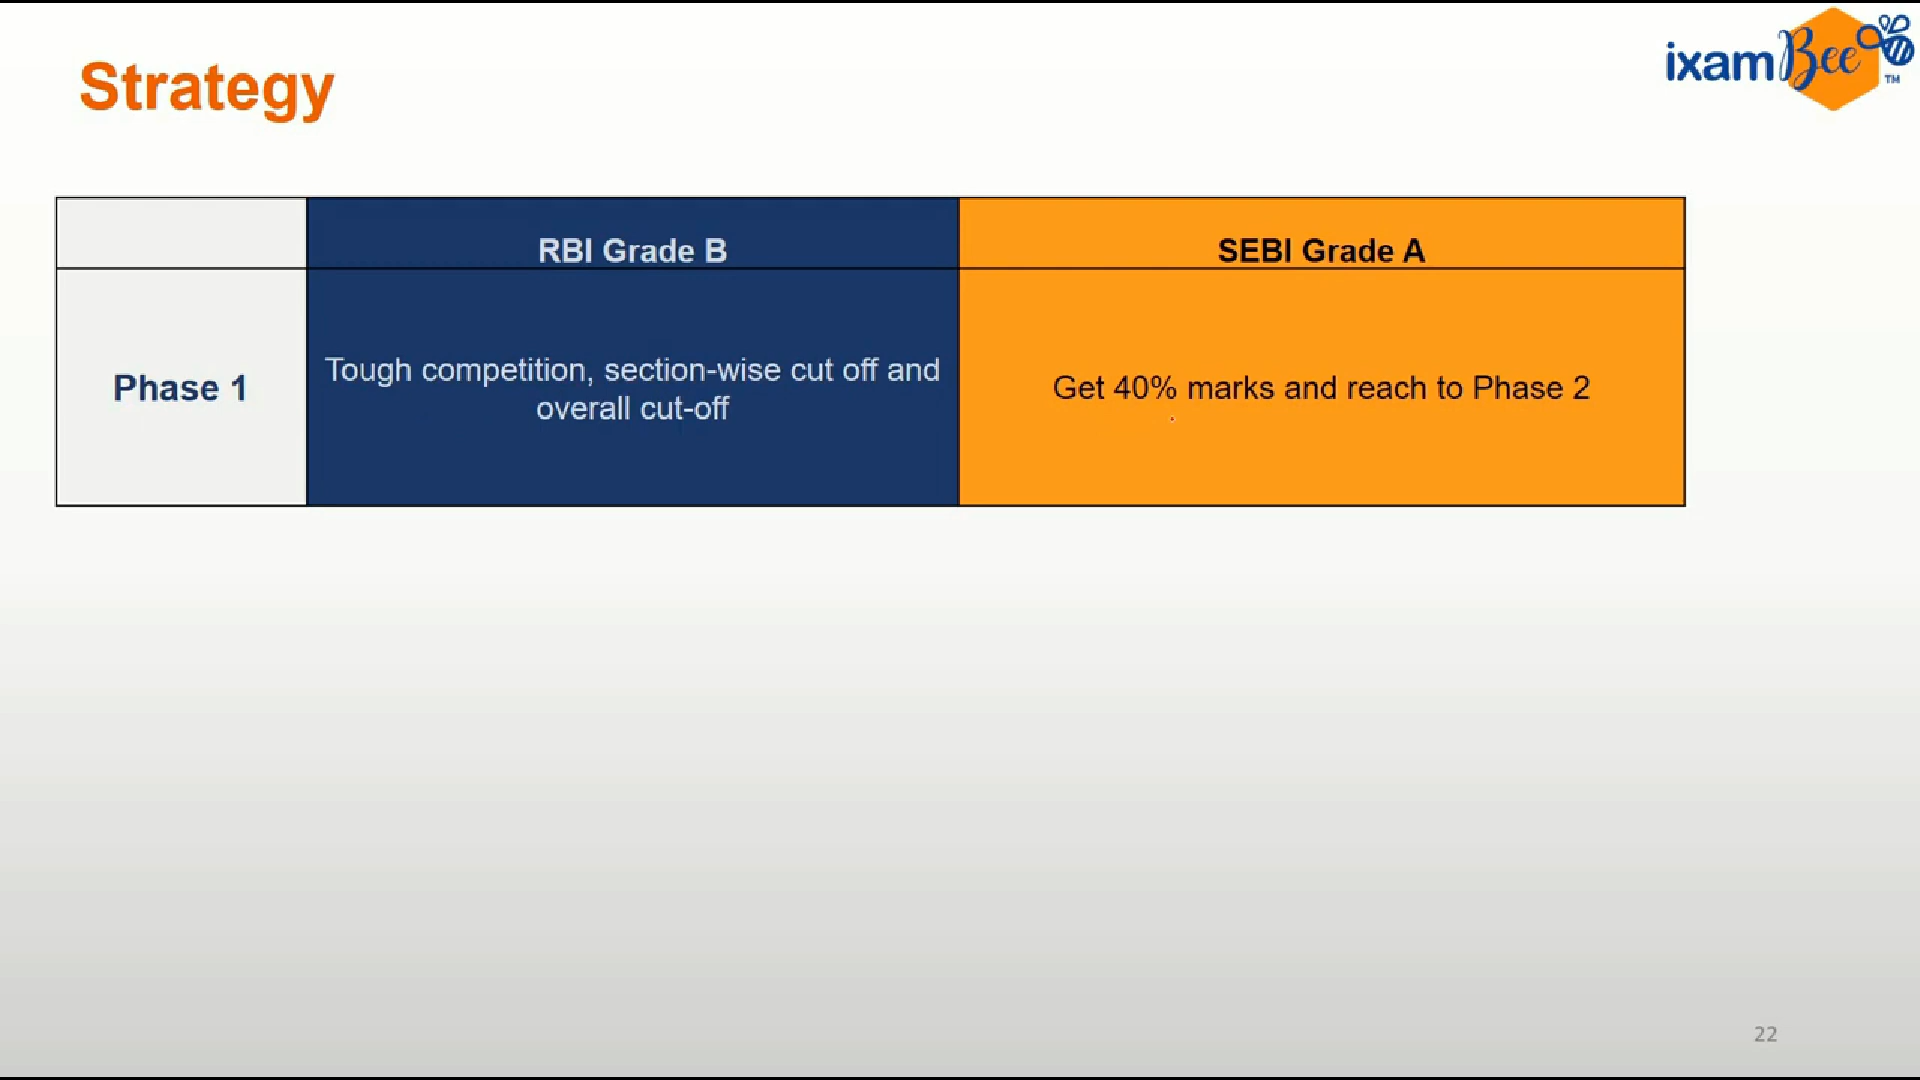 Strategy
ixamBee
TM
RBI Grade B
SEBI Grade A
Phase 1
Tough competition, section-wise cut off and
overall cut-off
Get 40% marks and reach to Phase 2
22